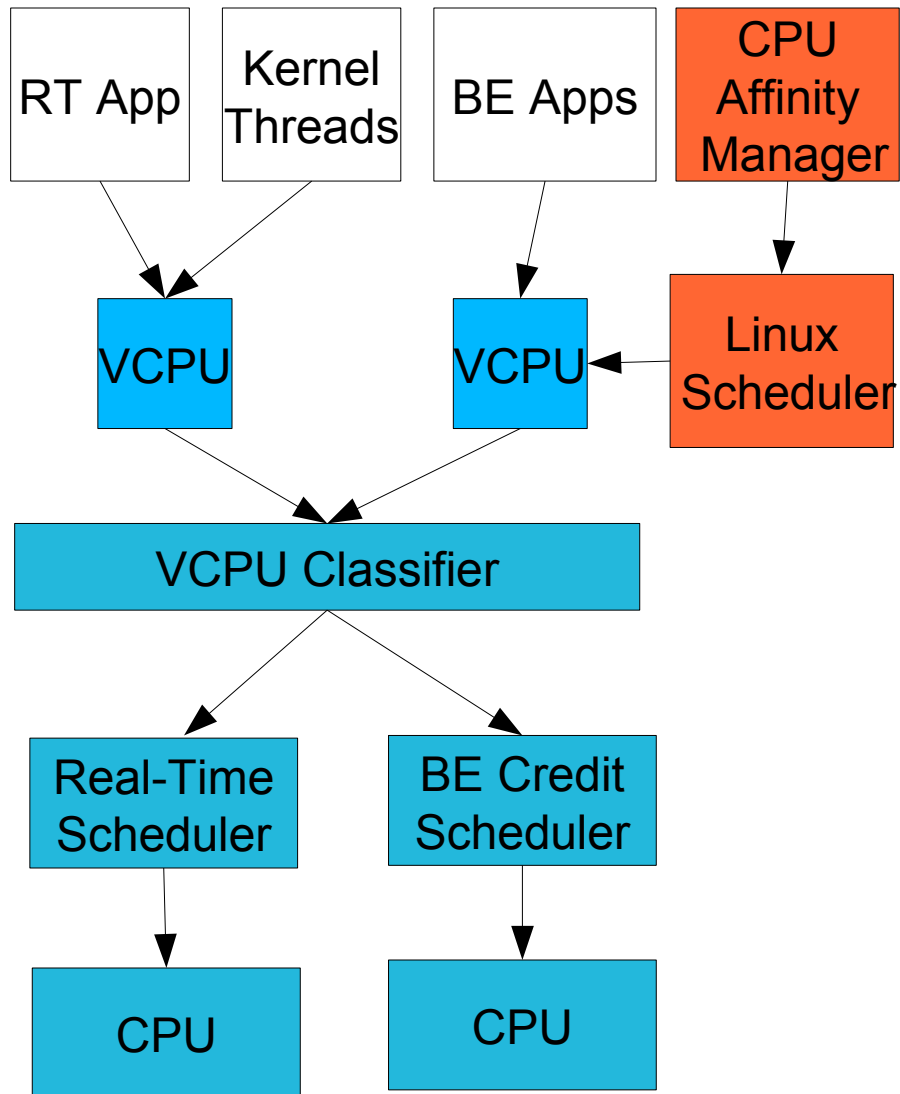 RT App
Kernel
Threads
BE Apps
CPU
Affinity
Manager
VCPU
VCPU
Linux
Scheduler
VCPU Classifier
Real-Time
Scheduler
BE Credit
Scheduler
CPU
CPU